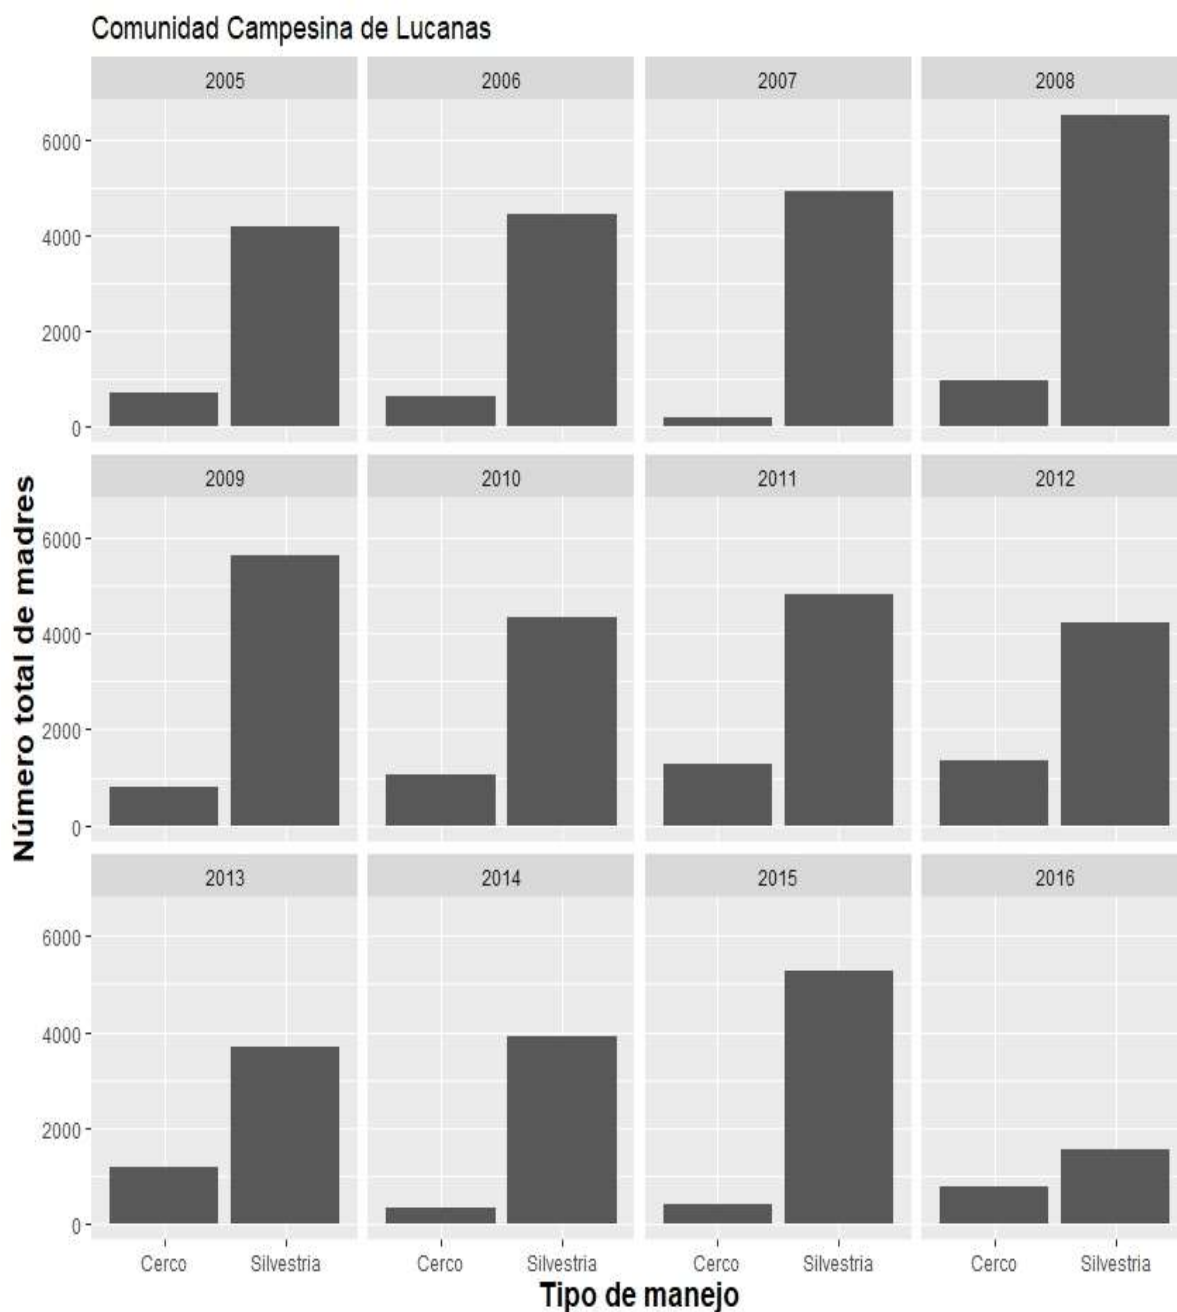 Comunidad Campesina de Lucanas
2005 2006 2007 2008
6000
4000
2000
0
2009 2010 2011 2012
6000
4000
2000
0
2013 2014 2015 2016
6000
4000
2000
0
Número total de madres
Cerco Silvestria Cerco Silvestria Cerco Silvestria Cerco Silvestria
Tipo de manejo